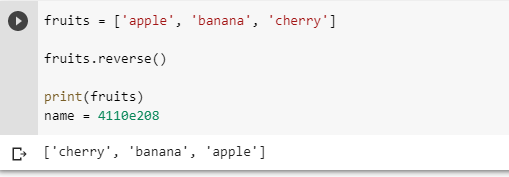 fruits = ['apple', 'banana', 'cherry']
fruits.reverse()
print(fruits)
name = 4110e208
['cherry', 'banana', 'apple']